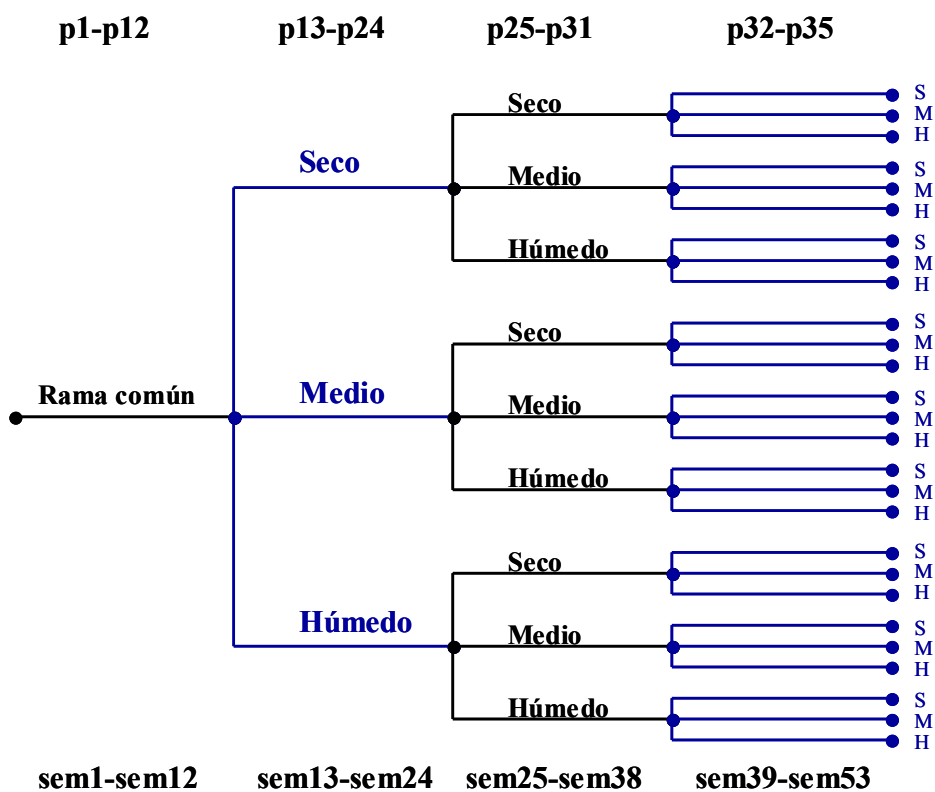 p1-p12 p13-p24 p25-p31 p32-p35
Seco
S
M
H
Seco
Medio
S
M
H
Húmedo
S
M
H
Seco
S
M
H
Rama común
Medio
Medio
S
M
H
Húmedo
S
M
H
Seco
S
M
H
Húmedo
Medio
S
M
H
Húmedo
S
M
H
sem1-sem12 sem13-sem24 sem25-sem38 sem39-sem53